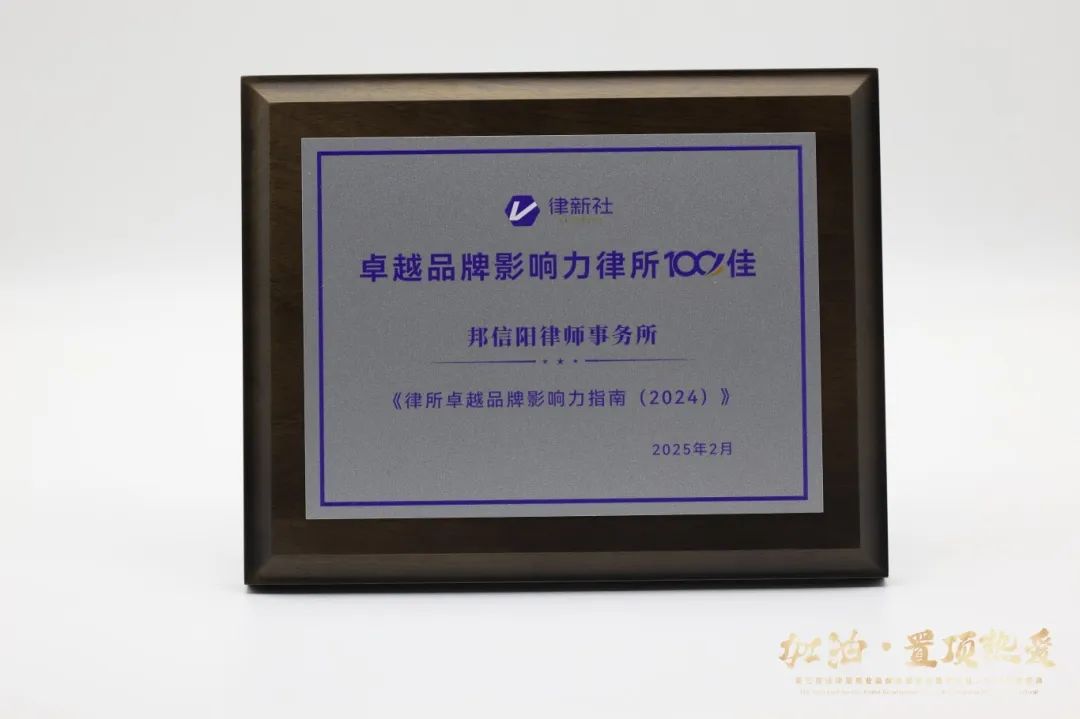 律新社
卓越品牌影响力律所100佳
邦信阳律师事务所
《律所卓越品牌影响力指南（2024）》
2025年2月
加油·置顶热爱